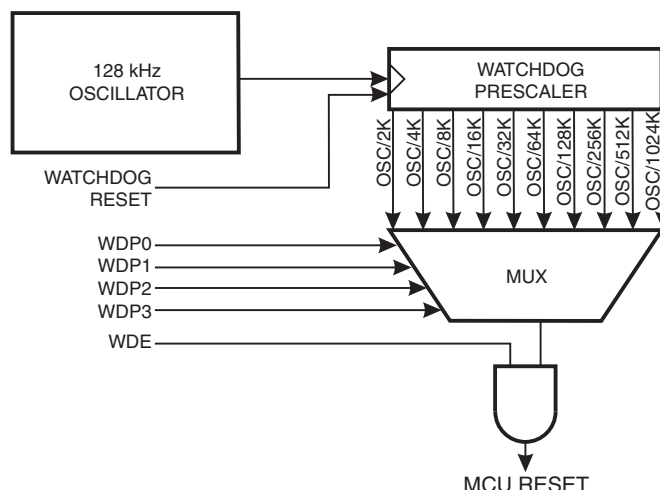 128 kHz
OSCILLATOR
WATCHDOG
PRESCALER
OSC/2K
OSC/4K
OSC/8K
OSC/16K
OSC/32K
OSC/64K
OSC/128K
OSC/256K
OSC/512K
OSC/1024K
WATCHDOG
RESET
WDP0
WDP1
WDP2
WDP3
WDE
MUX
MCU RESET